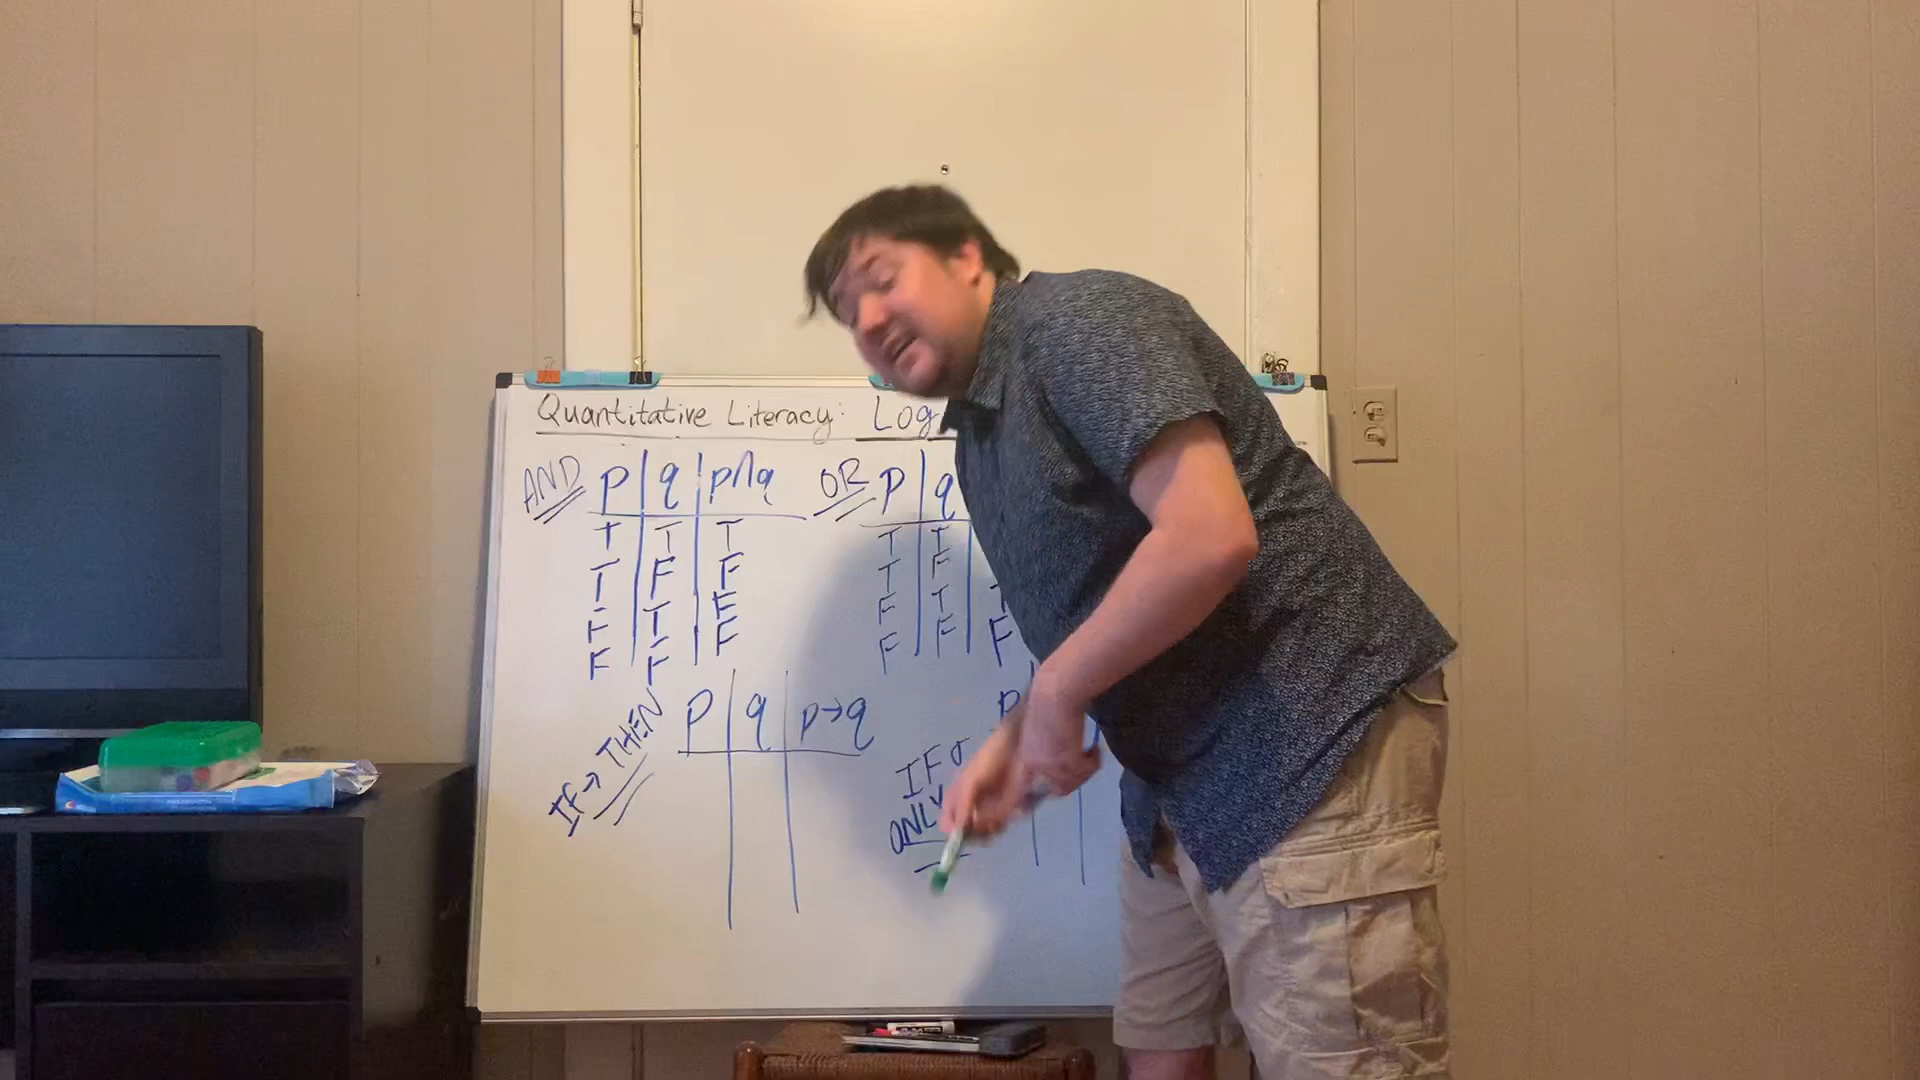 Quantitative Literacy: Log
AND p q p∩q
T T T
T F F
F T F
F F F
OR p q
T T
T F
F T T
F F F
IF→THEN p q p→q
p
IF
ONLY